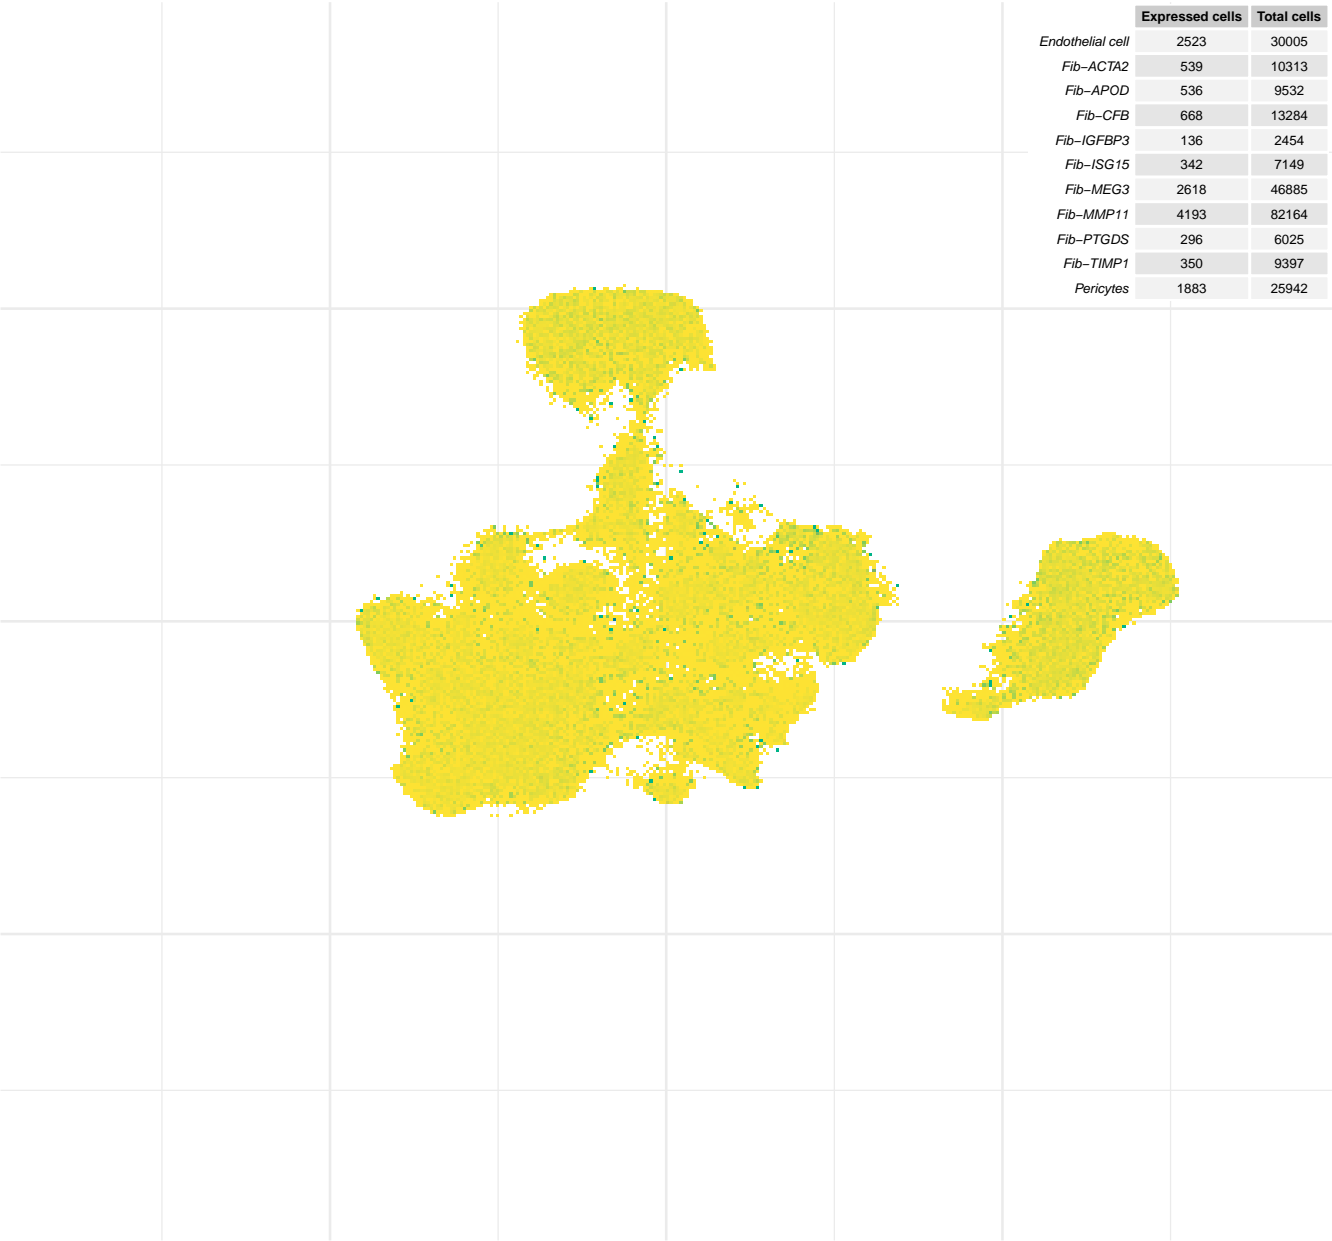 Expressed cells Total cells
Endothelial cell 2523 30005
Fib−ACTA2 539 10313
Fib−APOD 536 9532
Fib−CFB 668 13284
Fib−IGFBP3 136 2454
Fib−ISG15 342 7149
Fib−MEG3 2618 46885
Fib−MMP11 4193 82164
Fib−PTGDS 296 6025
Fib−TIMP1 350 9397
Pericytes 1883 25942